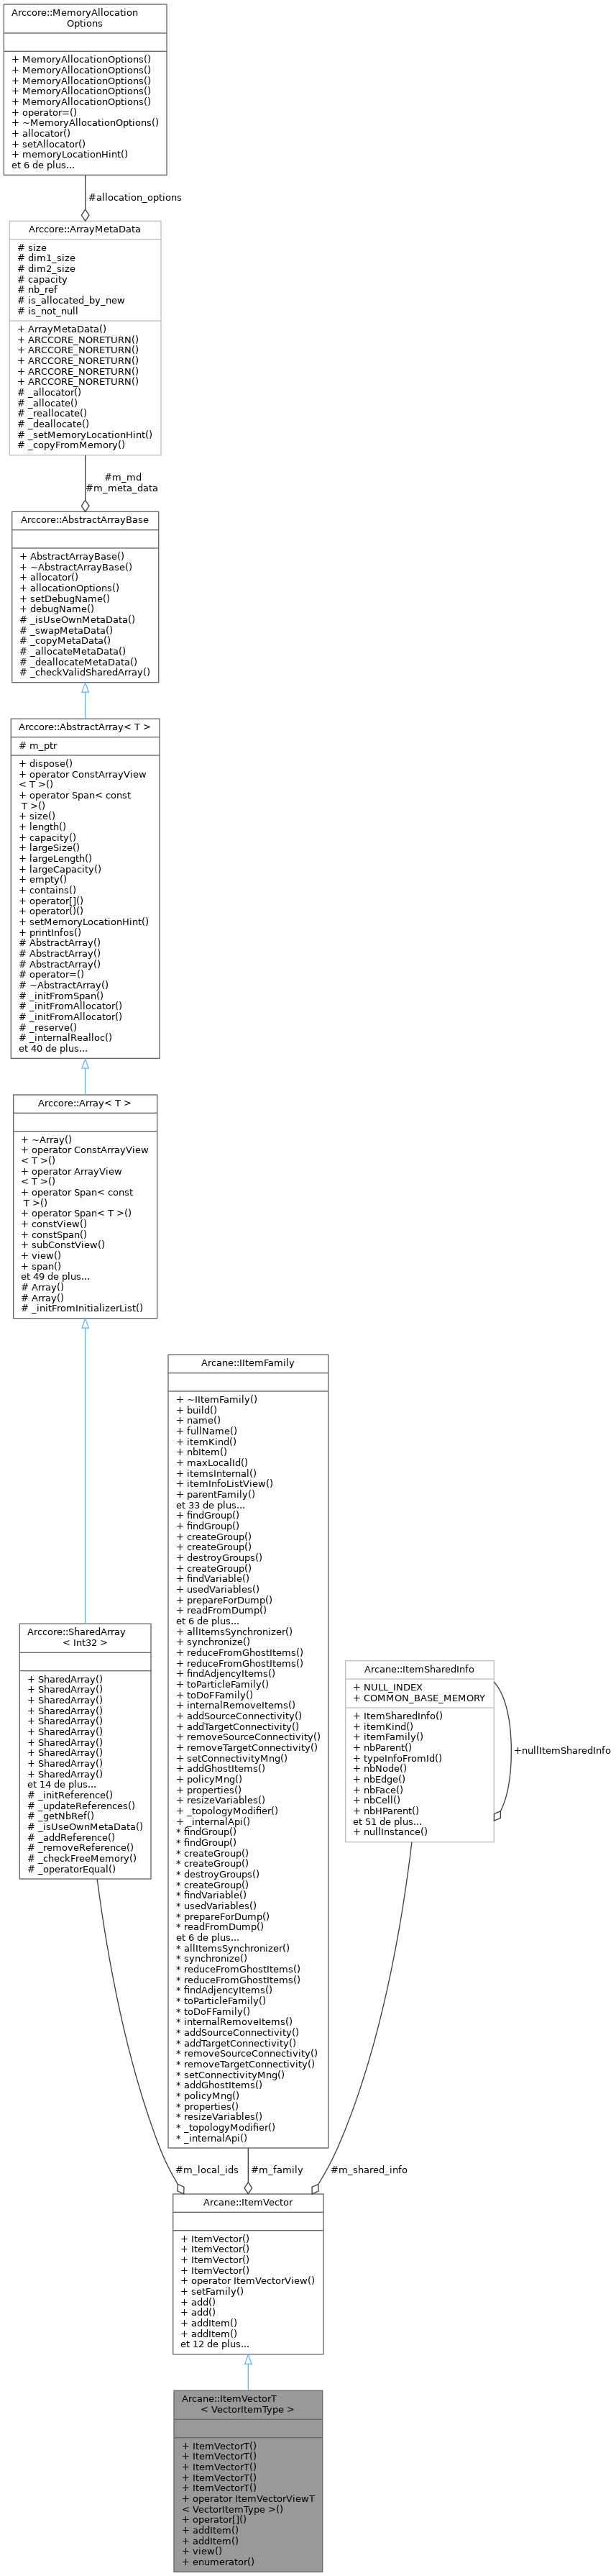 Arccore::MemoryAllocation
Options
+ MemoryAllocationOptions()
+ MemoryAllocationOptions()
+ MemoryAllocationOptions()
+ MemoryAllocationOptions()
+ MemoryAllocationOptions()
+ operator=()
+ ~MemoryAllocationOptions()
+ allocator()
+ setAllocator()
+ memoryLocationHint()
et 6 de plus...
#allocation_options
Arccore::ArrayMetaData
# size
# dim1_size
# dim2_size
# capacity
# nb_ref
# is_allocated_by_new
# is_not_null
+ ArrayMetaData()
+ ARCCORE_NORETURN()
+ ARCCORE_NORETURN()
+ ARCCORE_NORETURN()
+ ARCCORE_NORETURN()
+ ARCCORE_NORETURN()
# _allocator()
# _allocate()
# _reallocate()
# _deallocate()
# _setMemoryLocationHint()
# _copyFromMemory()
#m_md
#m_meta_data
Arccore::AbstractArrayBase
+ AbstractArrayBase()
+ ~AbstractArrayBase()
+ allocator()
+ allocationOptions()
+ setDebugName()
+ debugName()
# _isUseOwnMetaData()
# _swapMetaData()
# _copyMetaData()
# _allocateMetaData()
# _deallocateMetaData()
# _checkValidSharedArray()
Arccore::AbstractArray< T >
# m_ptr
+ dispose()
+ operator ConstArrayView
< T >()
+ operator Span< const
T >()
+ size()
+ length()
+ capacity()
+ largeSize()
+ largeLength()
+ largeCapacity()
+ empty()
+ contains()
+ operator[]()
+ operator()()
+ setMemoryLocationHint()
+ printInfos()
# AbstractArray()
# AbstractArray()
# AbstractArray()
# operator=()
# ~AbstractArray()
# _initFromSpan()
# _initFromAllocator()
# _initFromAllocator()
# _reserve()
# _internalRealloc()
et 40 de plus...
Arccore::Array< T >
+ ~Array()
+ operator ConstArrayView
< T >()
+ operator ArrayView
< T >()
+ operator Span< const
T >()
+ operator Span< T >()
+ constView()
+ constSpan()
+ subConstView()
+ view()
+ span()
et 49 de plus...
# Array()
# Array()
# _initFromInitializerList()
Arcane::IItemFamily
+ ~IItemFamily()
+ build()
+ name()
+ fullName()
+ itemKind()
+ nbItem()
+ maxLocalId()
+ itemsInternal()
+ itemInfoListView()
+ parentFamily()
et 33 de plus...
+ findGroup()
+ findGroup()
+ createGroup()
+ createGroup()
+ destroyGroups()
+ createGroup()
+ findVariable()
+ usedVariables()
+ prepareForDump()
+ readFromDump()
et 6 de plus...
+ allItemsSynchronizer()
+ synchronize()
+ reduceFromGhostItems()
+ reduceFromGhostItems()
+ findAdjencyItems()
+ toParticleFamily()
+ toDoFFamily()
+ internalRemoveItems()
+ addSourceConnectivity()
+ addTargetConnectivity()
+ removeSourceConnectivity()
+ removeTargetConnectivity()
+ setConnectivityMng()
+ addGhostItems()
+ policyMng()
+ properties()
+ resizeVariables()
+ _topologyModifier()
+ _internalApi()
* findGroup()
* findGroup()
* createGroup()
* createGroup()
* destroyGroups()
* createGroup()
* findVariable()
* usedVariables()
* prepareForDump()
* readFromDump()
et 6 de plus...
* allItemsSynchronizer()
* synchronize()
* reduceFromGhostItems()
* reduceFromGhostItems()
* findAdjencyItems()
* toParticleFamily()
* toDoFFamily()
* internalRemoveItems()
* addSourceConnectivity()
* addTargetConnectivity()
* removeSourceConnectivity()
* removeTargetConnectivity()
* setConnectivityMng()
* addGhostItems()
* policyMng()
* properties()
* resizeVariables()
* _topologyModifier()
* _internalApi()
Arccore::SharedArray
< Int32 >
+ SharedArray()
+ SharedArray()
+ SharedArray()
+ SharedArray()
+ SharedArray()
+ SharedArray()
+ SharedArray()
+ SharedArray()
+ SharedArray()
+ SharedArray()
et 14 de plus...
# _initReference()
# _updateReferences()
# _getNbRef()
# _isUseOwnMetaData()
# _addReference()
# _removeReference()
# _checkFreeMemory()
# _operatorEqual()
Arcane::ItemSharedInfo
+ NULL_INDEX
+ COMMON_BASE_MEMORY
+ ItemSharedInfo()
+ itemKind()
+ itemFamily()
+ nbParent()
+ typeInfoFromId()
+ nbNode()
+ nbEdge()
+ nbFace()
+ nbCell()
+ nbHParent()
et 51 de plus...
+ nullInstance()
+nullItemSharedInfo
#m_local_ids
#m_family
#m_shared_info
Arcane::ItemVector
+ ItemVector()
+ ItemVector()
+ ItemVector()
+ ItemVector()
+ operator ItemVectorView()
+ setFamily()
+ add()
+ add()
+ addItem()
+ addItem()
et 12 de plus...
Arcane::ItemVectorT
< VectorItemType >
+ ItemVectorT()
+ ItemVectorT()
+ ItemVectorT()
+ ItemVectorT()
+ ItemVectorT()
+ operator ItemVectorViewT
< VectorItemType >()
+ operator[]()
+ addItem()
+ addItem()
+ view()
+ enumerator()